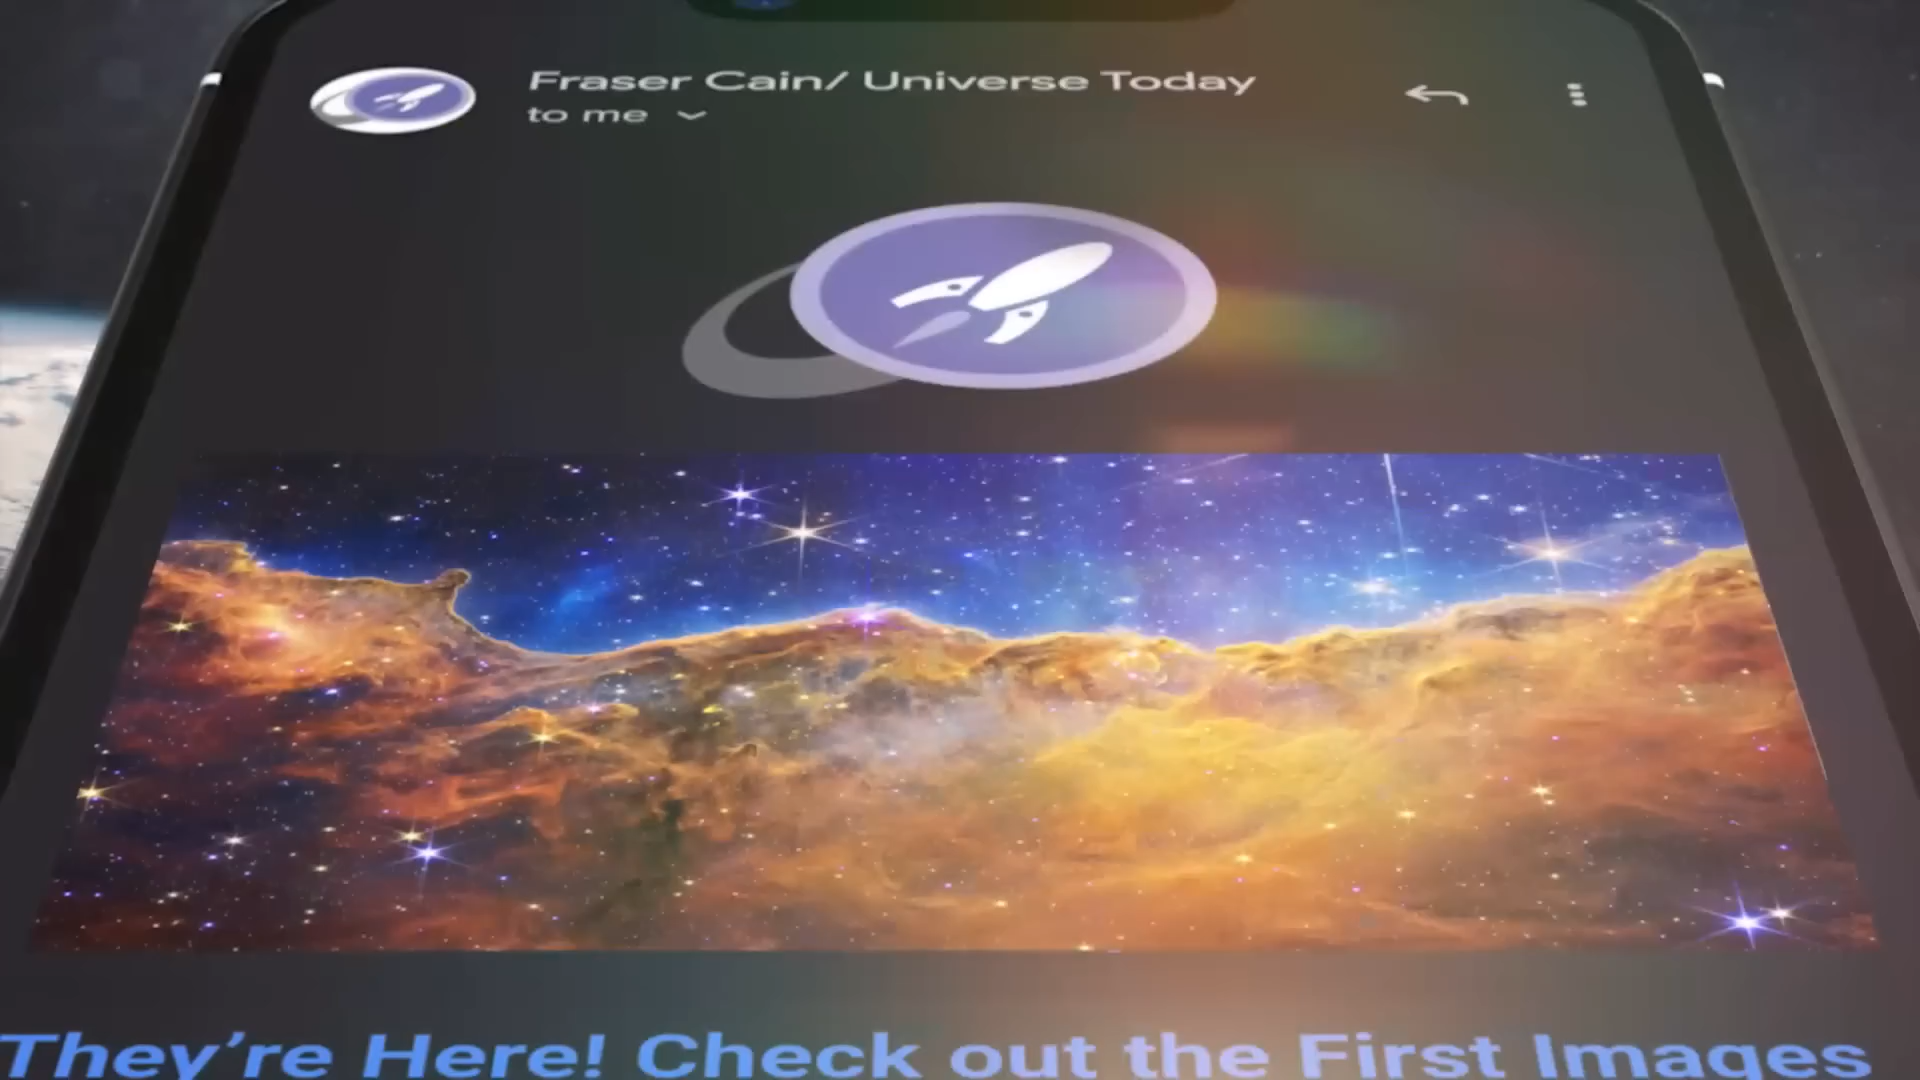 Fraser Cain/ Universe Today
to me
They're Here! Check out the First Images